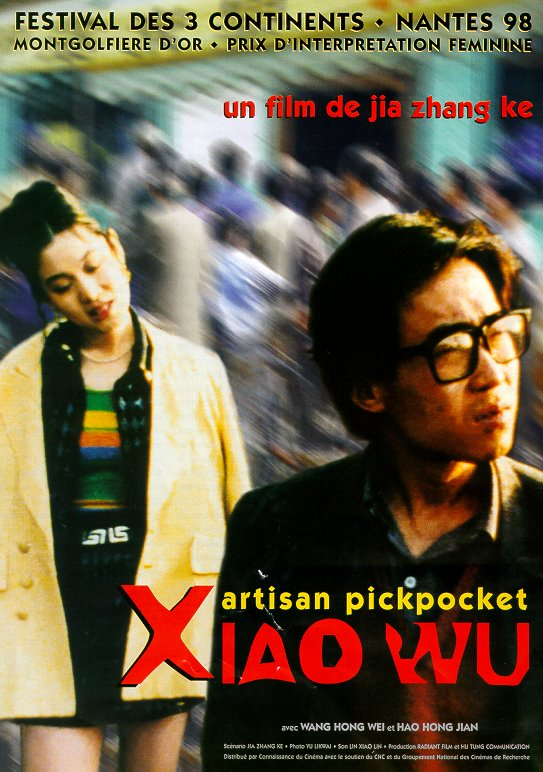 FESTIVAL DES 3 CONTINENTS • NANTES 98
MONTGOLFIERE D'OR • PRIX D'INTERPRETATION FEMININE
un film de jia zhang ke
artisan pickpocket
XIAO WU
avec WANG HONG WEI et HAO HONG JIAN
Scénario JIA ZHANG KE • Photo YU LIKWAI • Son LIN XIAO LIN • Production RADIANT FILM et HU TUNG COMMUNICATION
Distribué par Connaissance du Cinéma avec le soutien du CNC et du Groupement National des Cinémas de Recherche